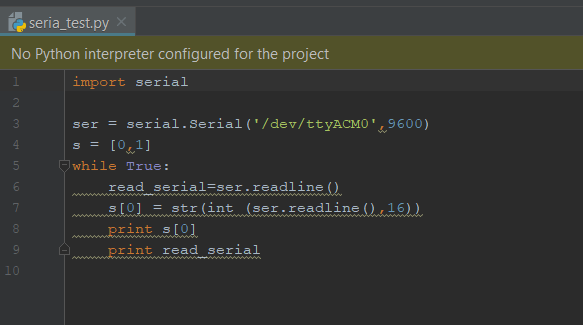 seria_test.py
No Python interpreter configured for the project
1 import serial
2
3 ser = serial.Serial('/dev/ttyACM0',9600)
4 s = [0,1]
5 while True:
6     read_serial=ser.readline()
7     s[0] = str(int (ser.readline(),16))
8     print s[0]
9     print read_serial
10